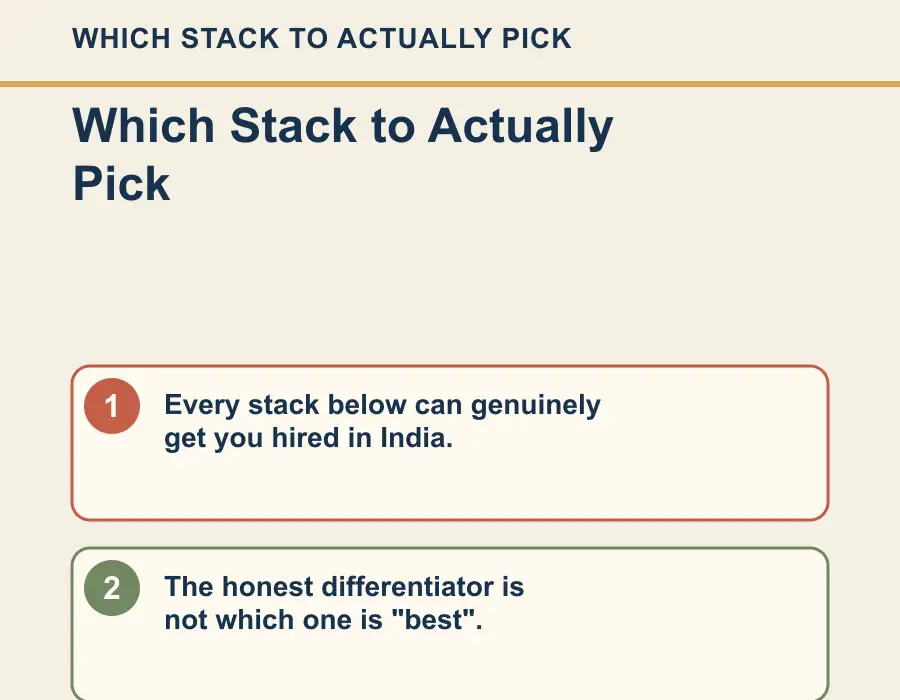 WHICH STACK TO ACTUALLY PICK
Which Stack to Actually
Pick
1
Every stack below can genuinely
get you hired in India.
2
The honest differentiator is
not which one is "best".